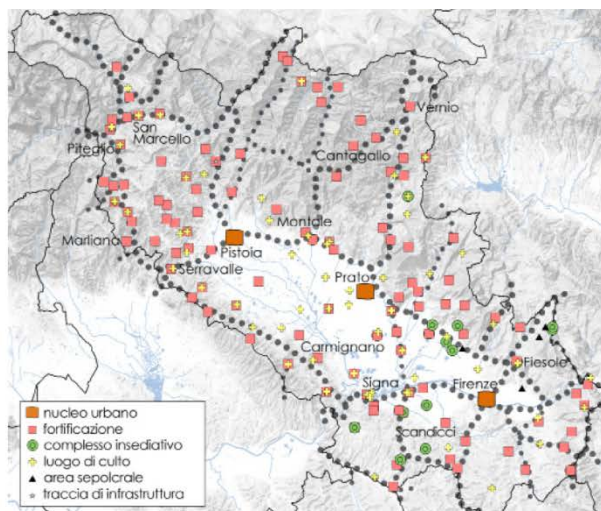 Vernio
San
Marcello
Piteglio
Cantagallo
Montale
Marliana
Pistoia
Serravalle
Prato
Carmignano
Fiesole
Signa
Firenze
Scandicci
nucleo urbano
fortificazione
complesso insediativo
luogo di culto
area sepolcrale
traccia di infrastruttura